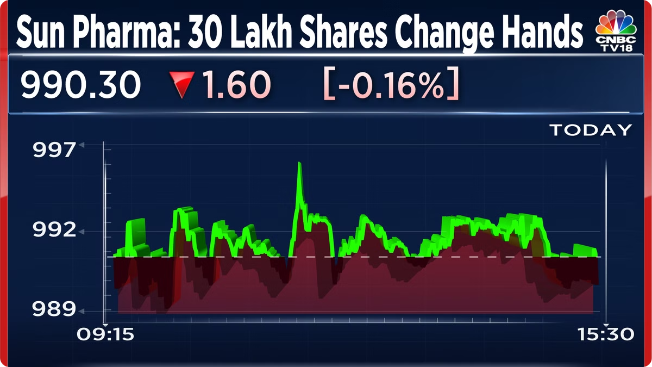 Sun Pharma: 30 Lakh Shares Change Hands
CNBC
TV18
990.30 ▼1.60 [-0.16%]
TODAY
997
992
989
09:15 15:30